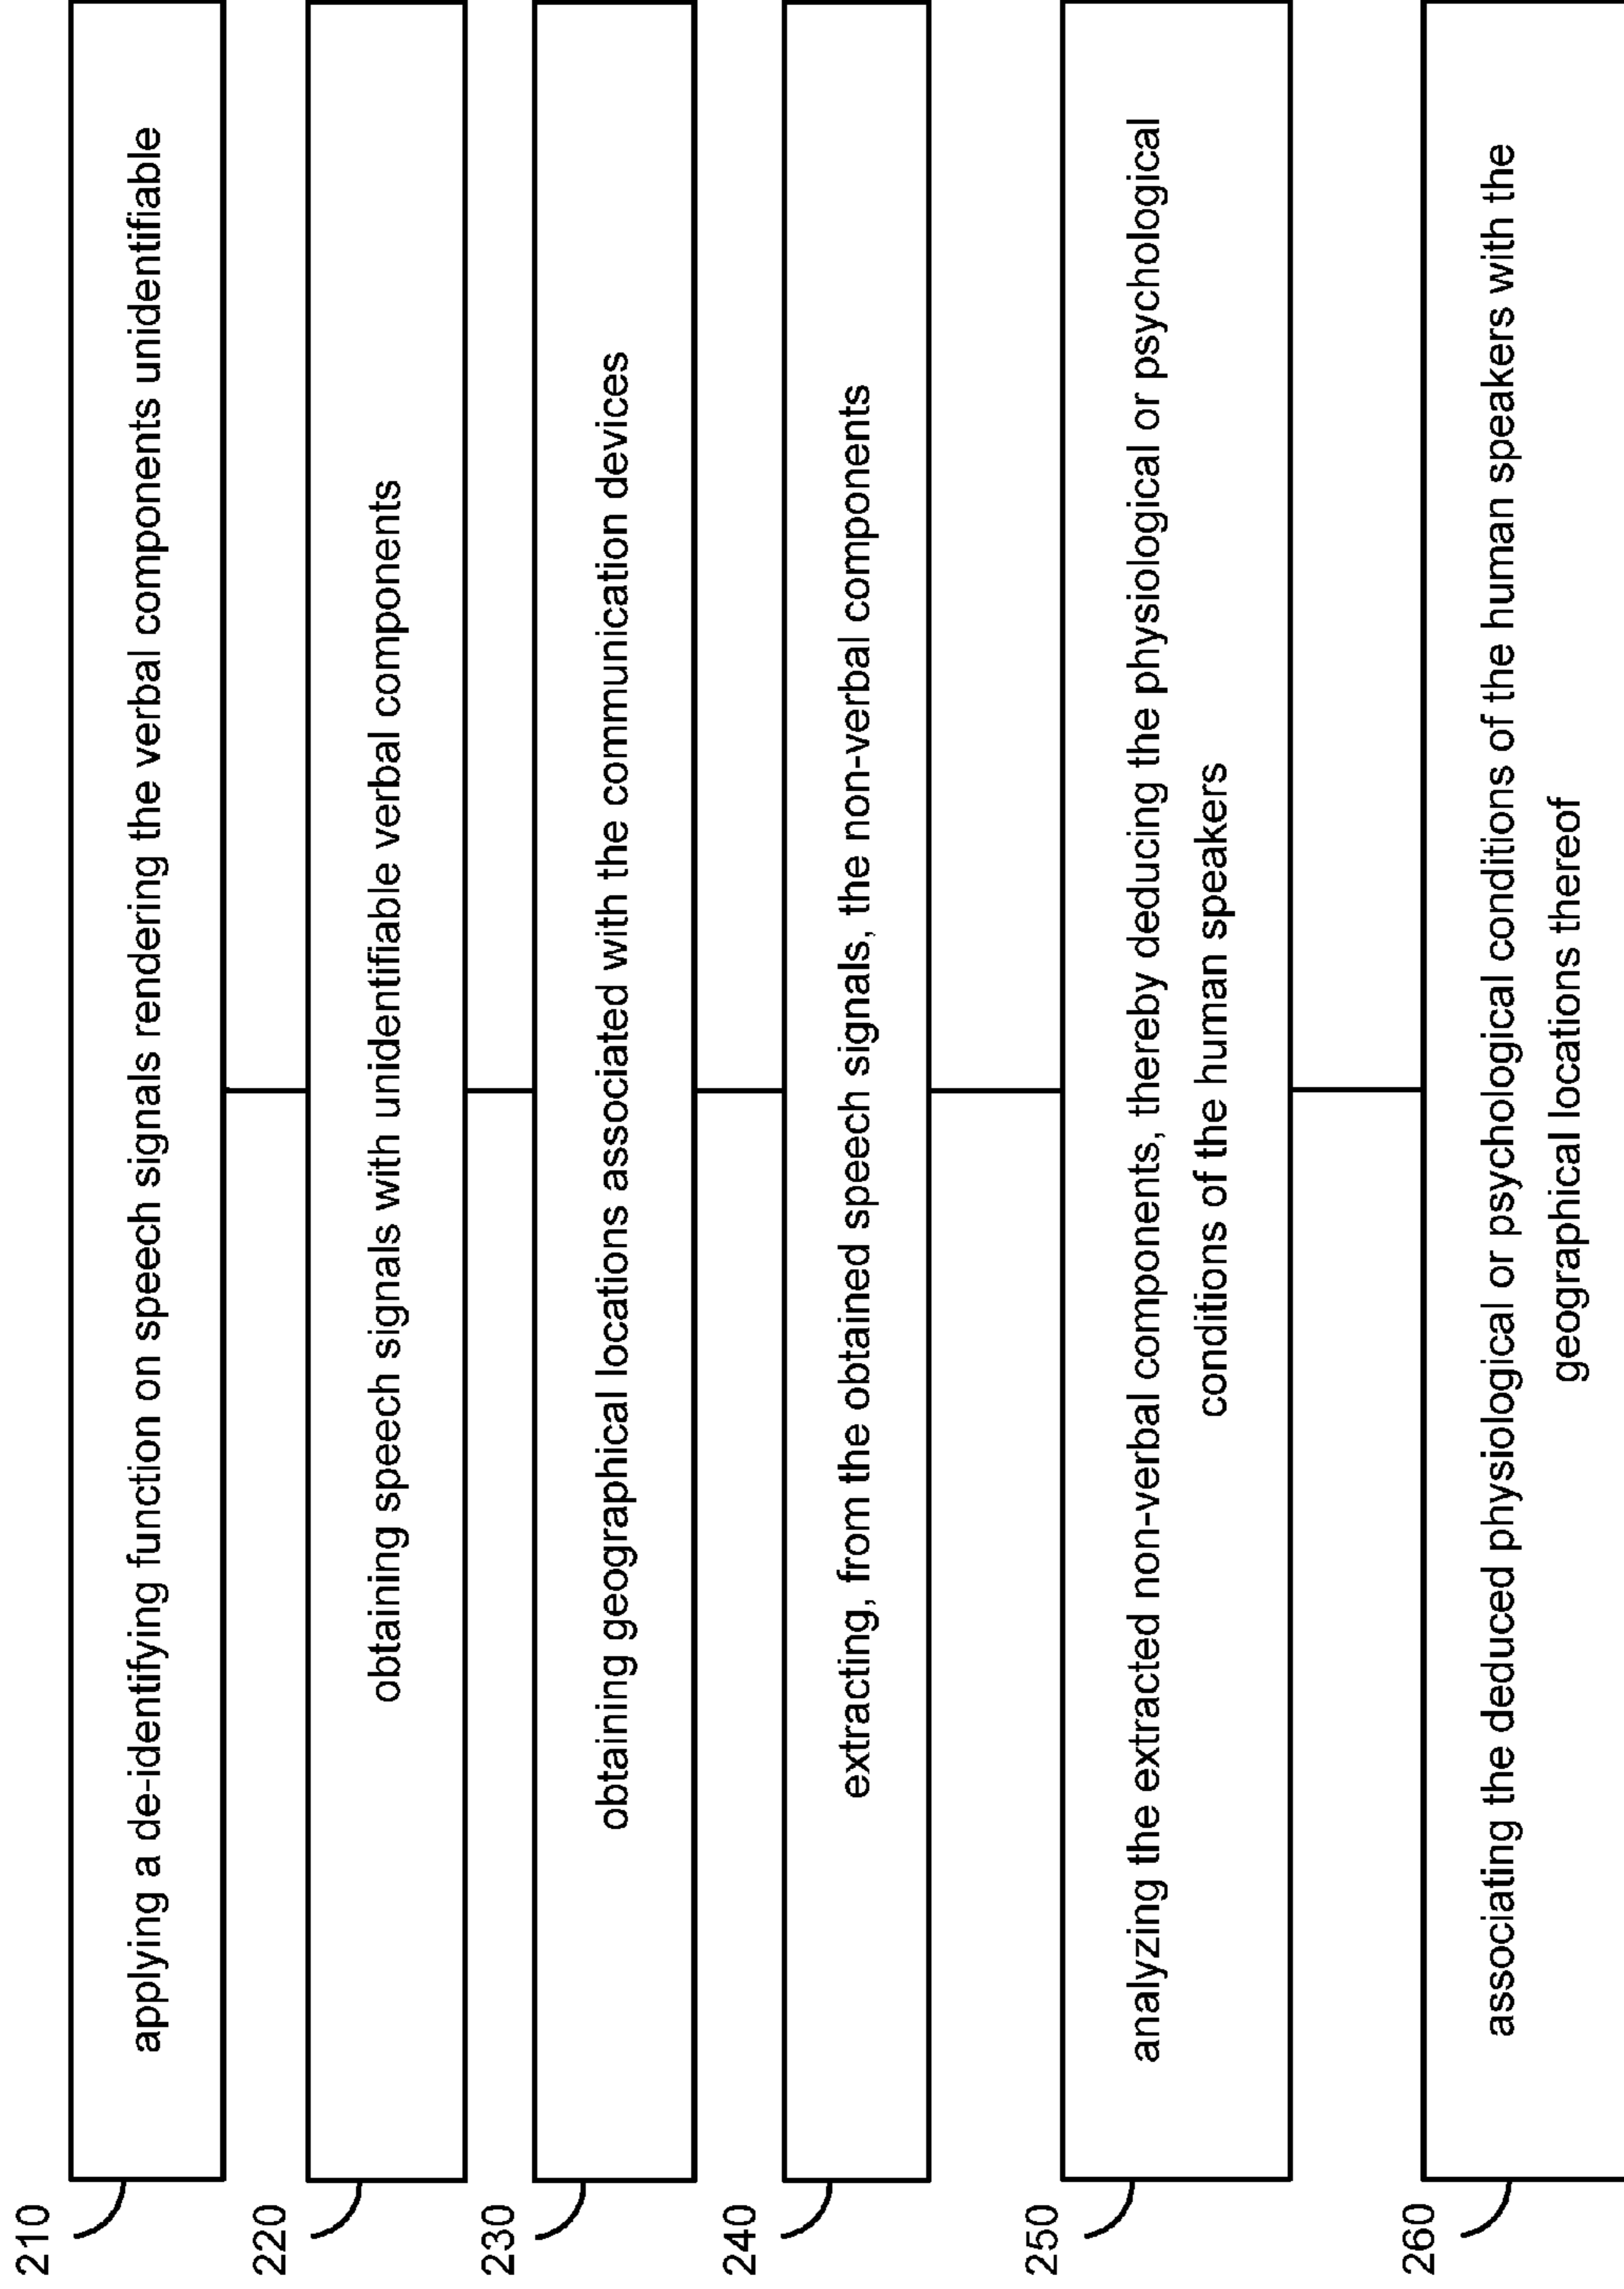 210
applying a de-identifying function on speech signals rendering the verbal components unidentifiable
220
obtaining speech signals with unidentifiable verbal components
230
obtaining geographical locations associated with the communication devices
240
extracting, from the obtained speech signals, the non-verbal components
250
analyzing the extracted non-verbal components, thereby deducing the physiological or psychological
conditions of the human speakers
260
associating the deduced physiological or psychological conditions of the human speakers with the
geographical locations thereof